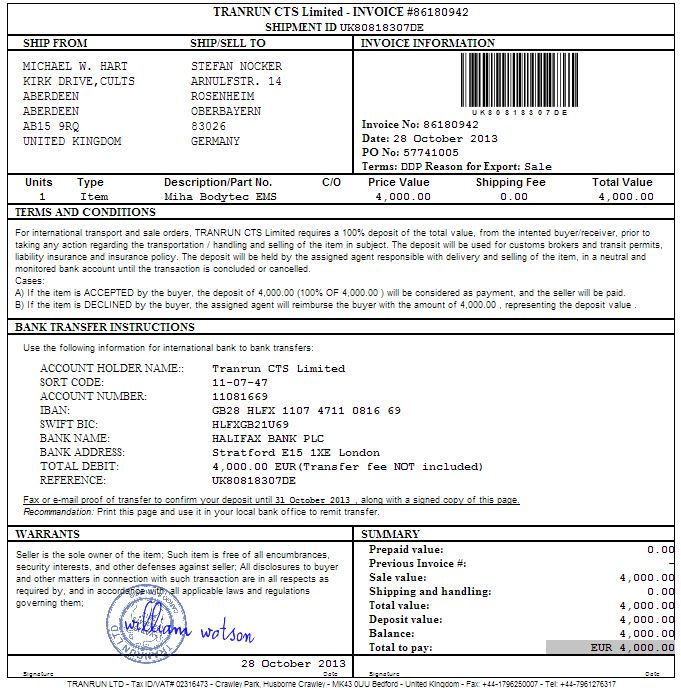 TRANRUN CTS Limited - INVOICE #86180942
SHIPMENT ID UK80818307DE
SHIP FROM SHIP/SELL TO INVOICE INFORMATION
MICHAEL W. HART STEFAN NOCKER
KIRK DRIVE,CULTS ARNULFSTR. 14
ABERDEEN ROSENHEIM
ABERDEEN OBERBAYERN
AB15 9RQ 83026
UNITED KINGDOM GERMANY
UK80818307DE
Invoice No: 86180942
Date: 28 October 2013
PO No: 57741005
Terms: DDP Reason for Export: Sale
Units Type Description/Part No. C/O Price Value Shipping Fee Total Value
1 Item Miha Bodytec EMS 4,000.00 0.00 4,000.00
TERMS AND CONDITIONS
For international transport and sale orders, TRANRUN CTS Limited requires a 100% deposit of the total value, from the intented buyer/receiver, prior to
taking any action regarding the transportation / handling and selling of the item in subject. The deposit will be used for customs brokers and transit permits,
liability insurance and insurance policy. The deposit will be held by the assigned agent responsible with delivery and selling of the item, in a neutral and
monitored bank account until the transaction is concluded or cancelled.
Cases:
A) If the item is ACCEPTED by the buyer, the deposit of 4,000.00 (100% OF 4,000.00 ) will be considered as payment, and the seller will be paid.
B) If the item is DECLINED by the buyer, the assigned agent will reimburse the buyer with the amount of 4,000.00 , representing the deposit value .
BANK TRANSFER INSTRUCTIONS
Use the following information for international bank to bank transfers:
ACCOUNT HOLDER NAME:: Tranrun CTS Limited
SORT CODE: 11-07-47
ACCOUNT NUMBER: 11081669
IBAN: GB28 HLFX 1107 4711 0816 69
SWIFT BIC: HLFXGB21U69
BANK NAME: HALIFAX BANK PLC
BANK ADDRESS: Stratford E15 1XE London
TOTAL DEBIT: 4,000.00 EUR(Transfer fee NOT included)
REFERENCE: UK80818307DE
Fax or e-mail proof of transfer to confirm your deposit until 31 October 2013 , along with a signed copy of this page.
Recommendation: Print this page and use it in your local bank office to remit transfer.
WARRANTS
Seller is the sole owner of the item; Such item is free of all encumbrances,
security interests, and other defenses against seller; All disclosures to buyer
and other matters in connection with such transaction are in all respects as
required by, and in accordance with, all applicable laws and regulations
governing them;
TRANRUN LTD
william watson
28 October 2013
Signature Date
SUMMARY
Prepaid value: 0.00
Previous Invoice #: -
Sale value: 4,000.00
Shipping and handling: 0.00
Total value: 4,000.00
Deposit value: 4,000.00
Balance: 4,000.00
Total to pay: EUR 4,000.00
Signature Date
TRANRUN LTD - Tax ID/VAT# 02316473 - Crawley Park, Husborne Crawley - MK43 0UU Bedford - United Kingdom - Fax: +44-1796250007 - Tel: +44-7961276317